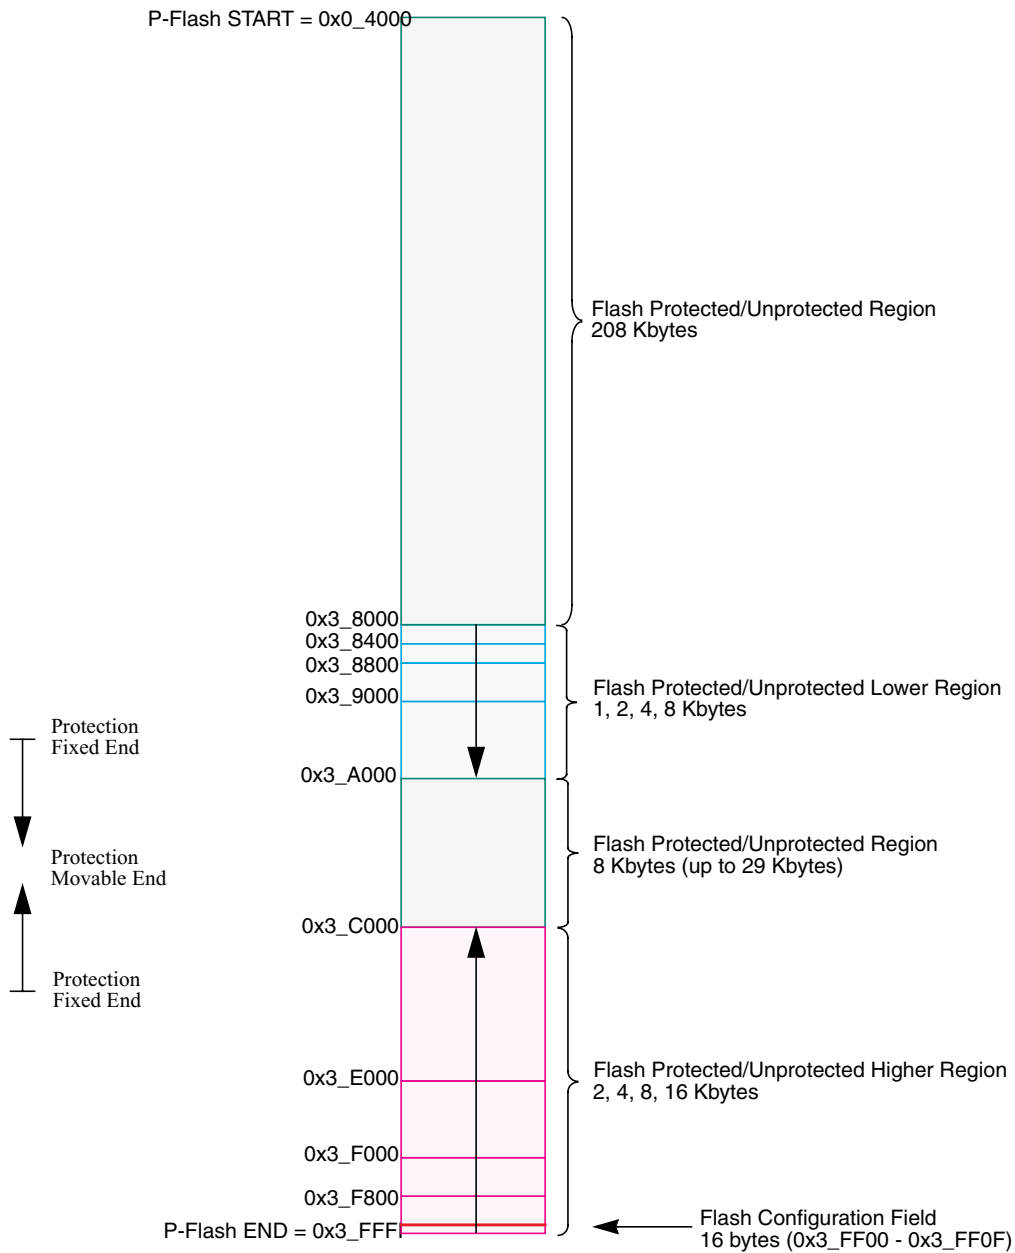 P-Flash START = 0x0_4000
Flash Protected/Unprotected Region
208 Kbytes
0x3_8000
0x3_8400
0x3_8800
0x3_9000
Flash Protected/Unprotected Lower Region
1, 2, 4, 8 Kbytes
Protection
Fixed End
0x3_A000
Flash Protected/Unprotected Region
8 Kbytes (up to 29 Kbytes)
Protection
Movable End
0x3_C000
Protection
Fixed End
0x3_E000
Flash Protected/Unprotected Higher Region
2, 4, 8, 16 Kbytes
0x3_F000
0x3_F800
P-Flash END = 0x3_FFF
Flash Configuration Field
16 bytes (0x3_FF00 - 0x3_FF0F)